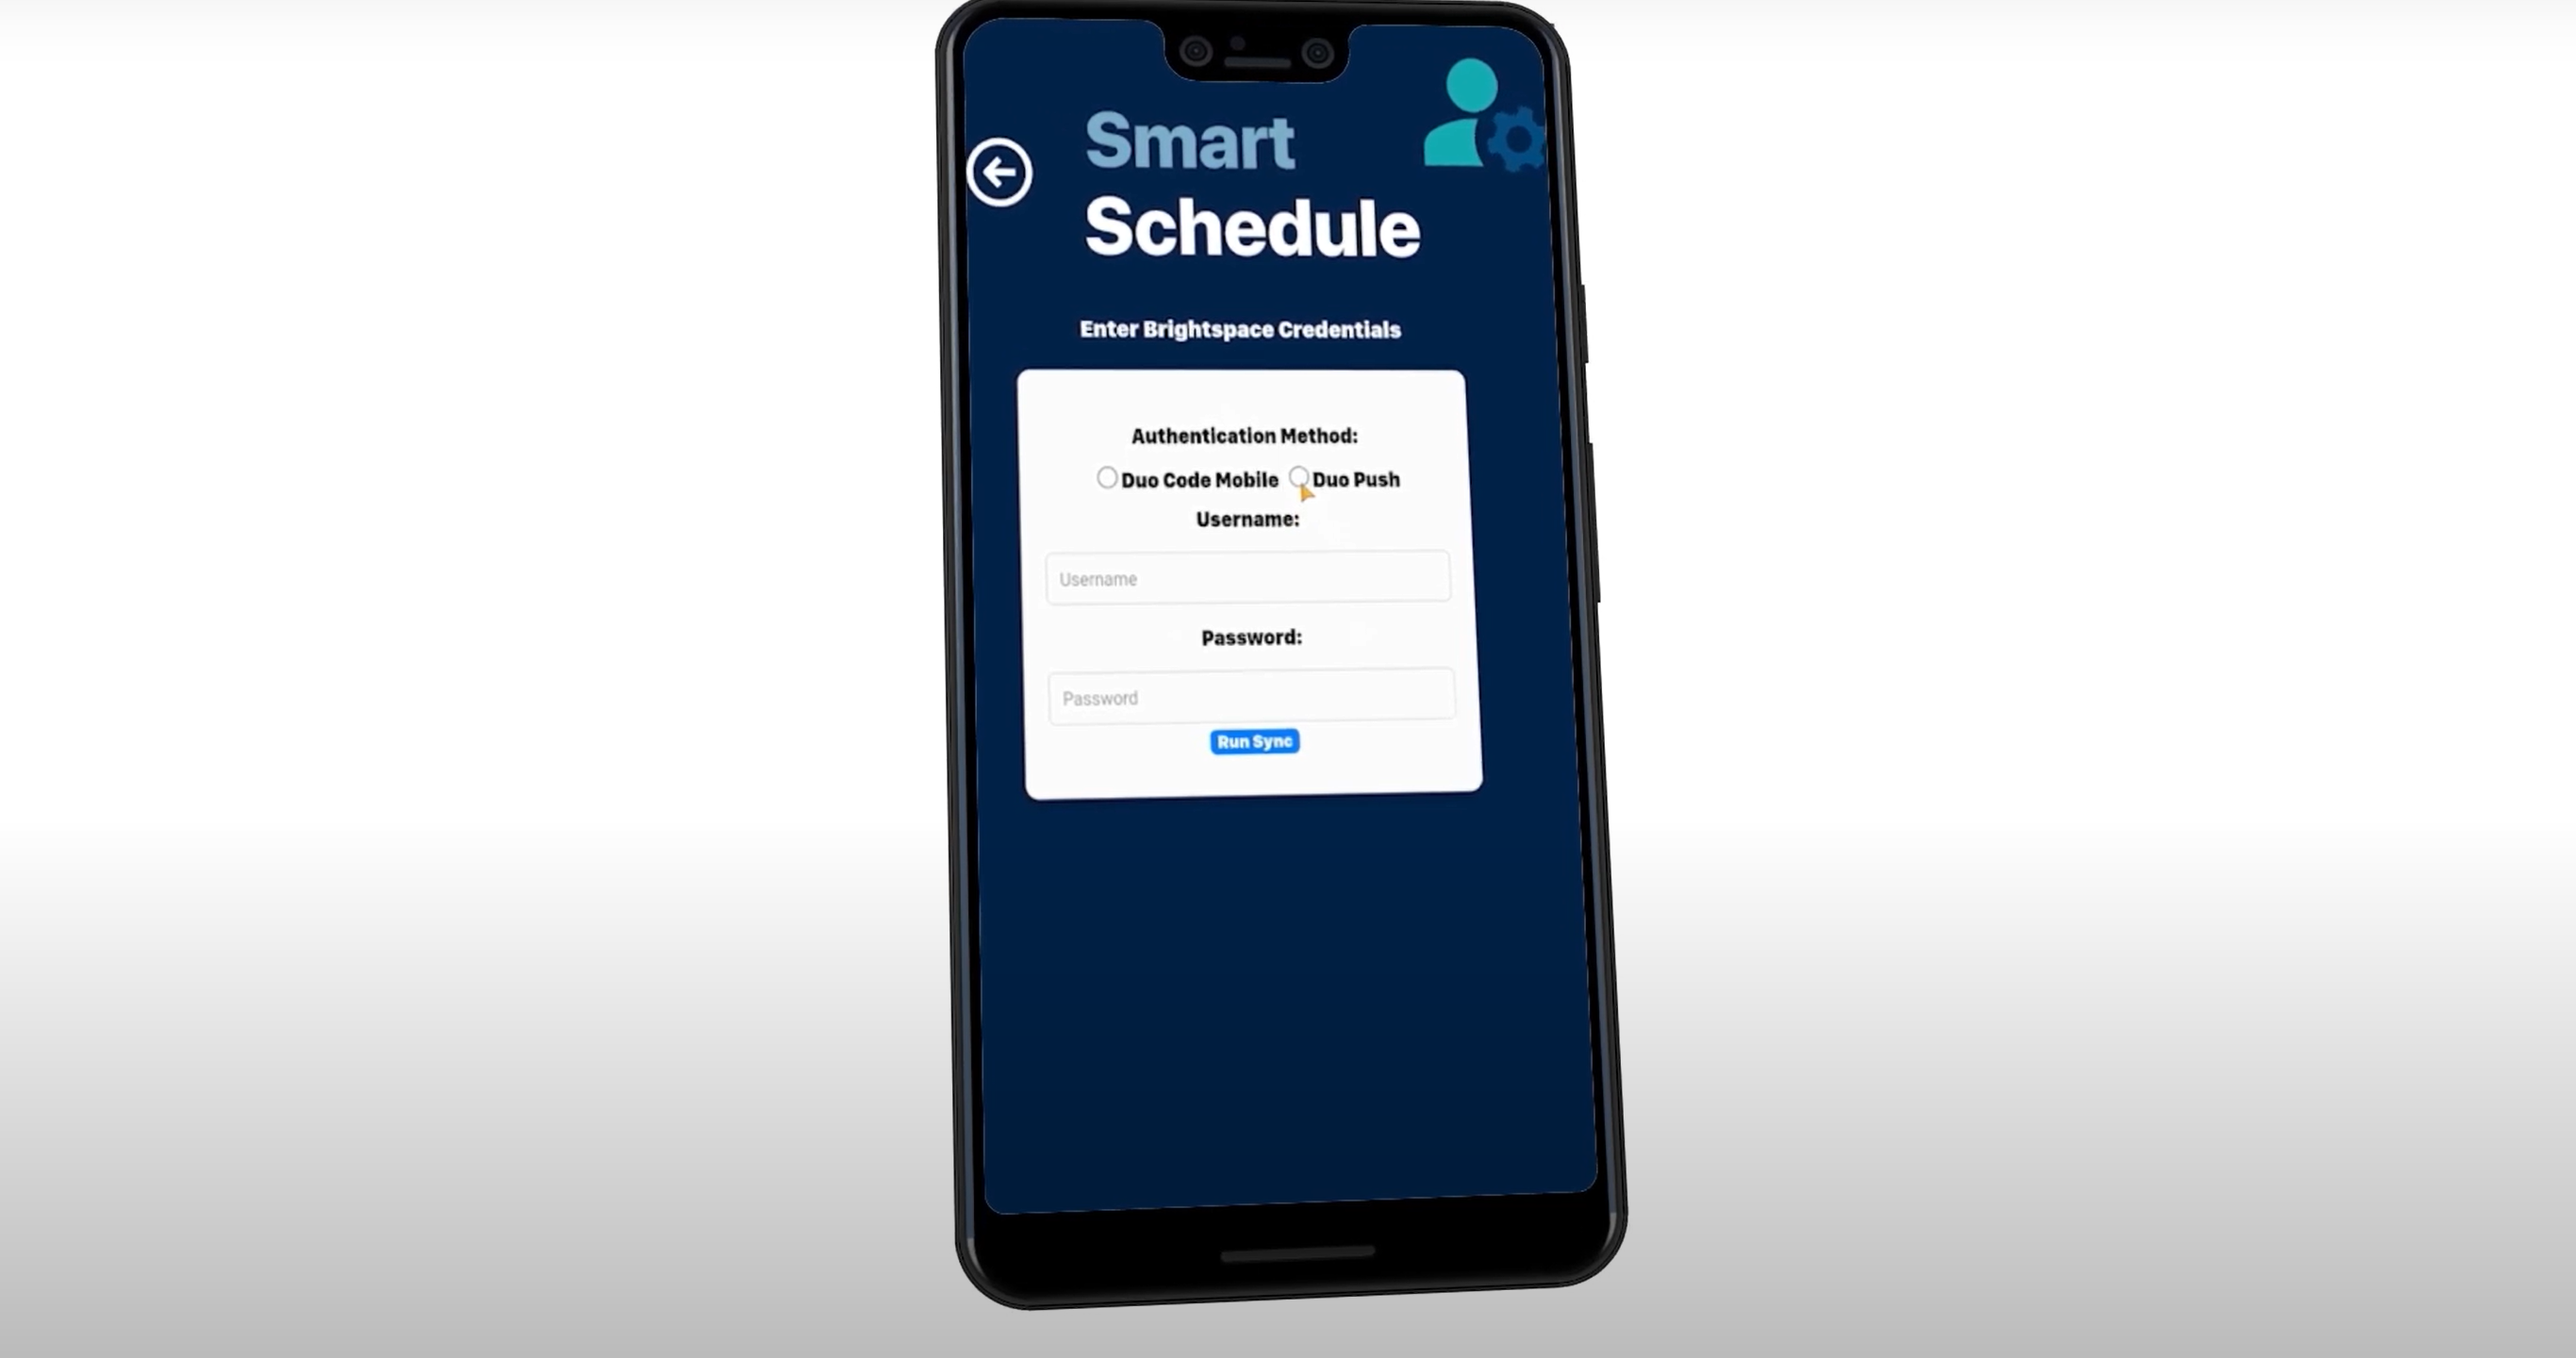 Smart
Schedule
Enter Brightspace Credentials
Authentication Method:
Duo Code Mobile Duo Push
Username:
Username
Password:
Password
Run Sync